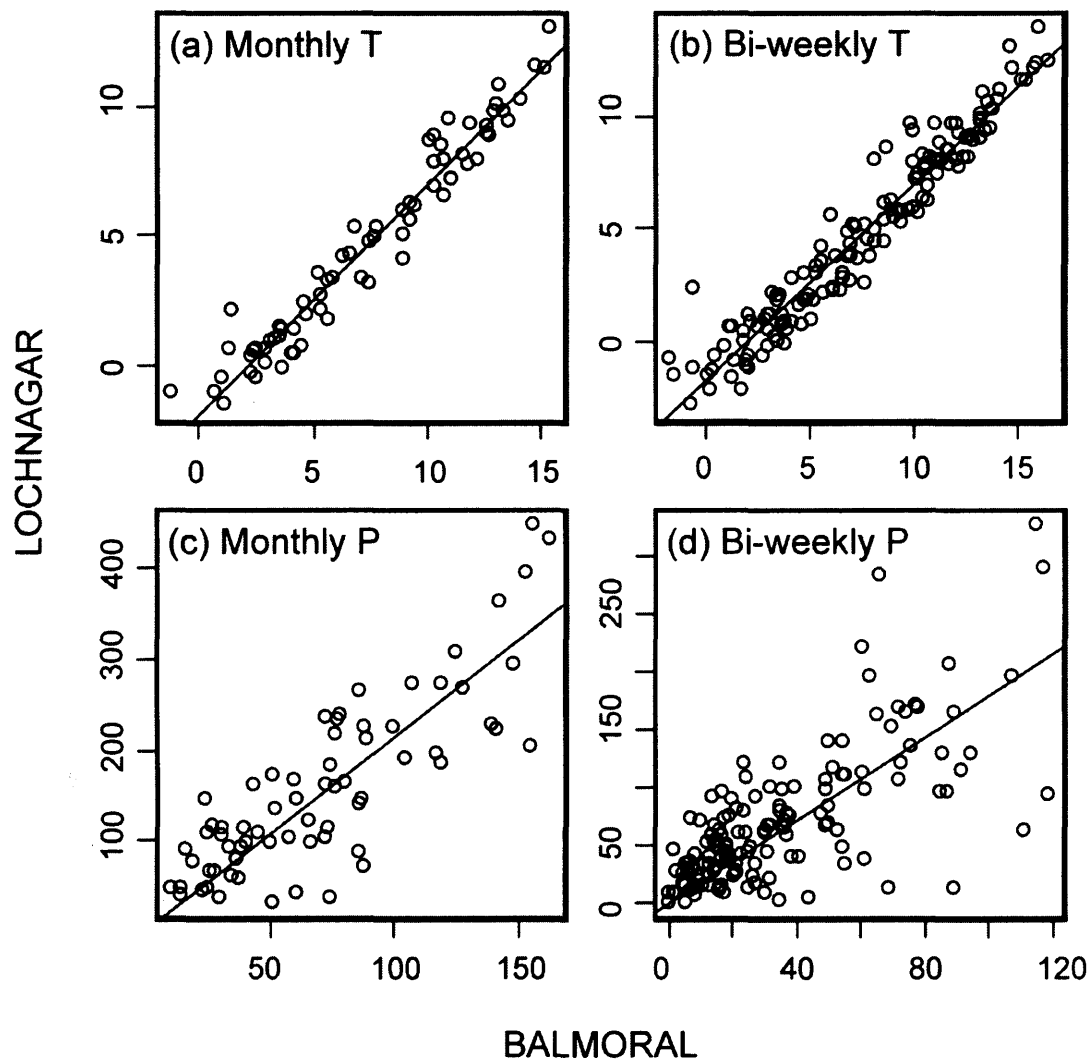 (a) Monthly T
(b) Bi-weekly T
10
5
0
10
5
0
0 5 10 15
0 5 10 15
LOCHNAGAR
(c) Monthly P
(d) Bi-weekly P
400
300
200
100
250
150
50
0
50 100 150
0 40 80 120
BALMORAL